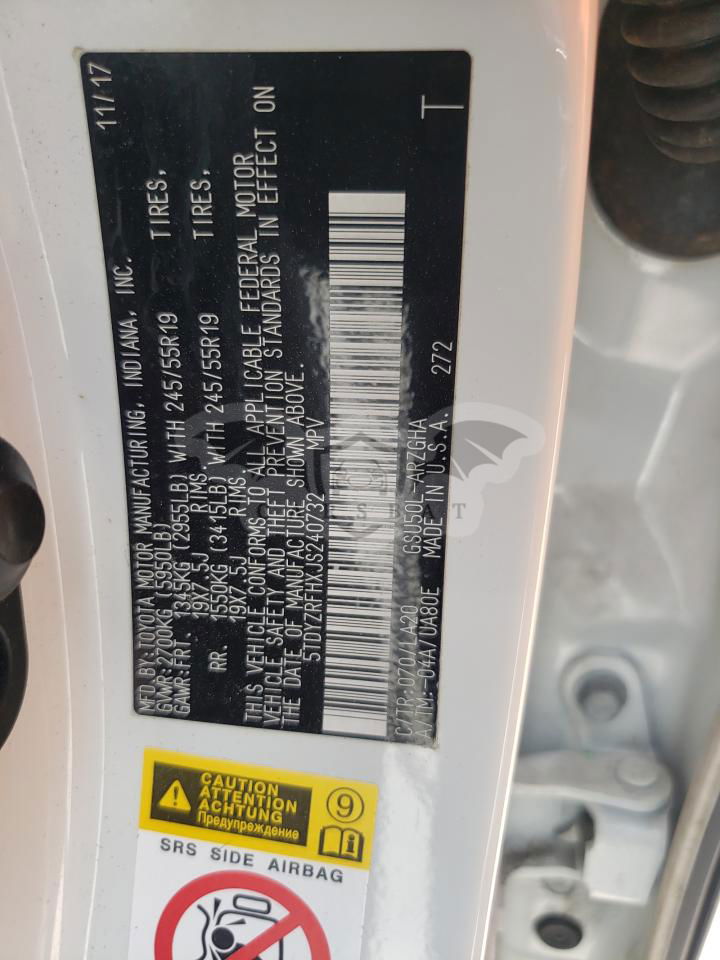 MFD.BY:TOYOTA MOTOR MANUFACTURING, INDIANA, INC. 11/17
GVWR:2700KG (5950LB)
GAWR:FRT. 1345KG (2955LB) WITH 245/55R19 TIRES,
19X7.5J RIMS,
RR. 1550KG (3415LB) WITH 245/55R19 TIRES,
19X7.5J RIMS.
THIS VEHICLE CONFORMS TO ALL APPLICABLE FEDERAL MOTOR
VEHICLE SAFETY AND THEFT PREVENTION STANDARDS IN EFFECT ON
THE DATE OF MANUFACTURE SHOWN ABOVE.
5TDYZRFHXJS240732 MPV
C/TR:070/LA20 GSU50L-ARZGHA 272 T
A/TM:-04A/UA80E MADE IN U.S.A.
CAUTION
ATTENTION
ACHTUNG
Предупреждение
9
SRS SIDE AIRBAG